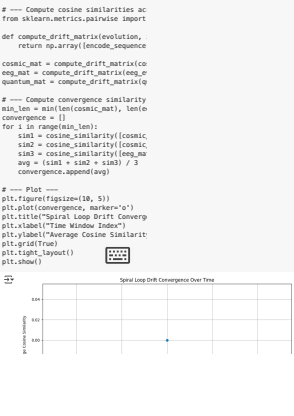 # --- Compute cosine similarities ac
from sklearn.metrics.pairwise import
def compute_drift_matrix(evolution,
    return np.array([encode_sequence
cosmic_mat = compute_drift_matrix(co
eeg_mat = compute_drift_matrix(eeg_e
quantum_mat = compute_drift_matrix(q
# --- Compute convergence similarity
min_len = min(len(cosmic_mat), len(e
convergence = []
for i in range(min_len):
    sim1 = cosine_similarity([cosmic_
    sim2 = cosine_similarity([cosmic_
    sim3 = cosine_similarity([eeg_ma
    avg = (sim1 + sim2 + sim3) / 3
    convergence.append(avg)
# --- Plot ---
plt.figure(figsize=(10, 5))
plt.plot(convergence, marker='o')
plt.title("Spiral Loop Drift Converg
plt.xlabel("Time Window Index")
plt.ylabel("Average Cosine Similarit
plt.grid(True)
plt.tight_layout()
plt.show()
Spiral Loop Drift Convergence Over Time
0.04
0.02
0.00
ge Cosine Similarity